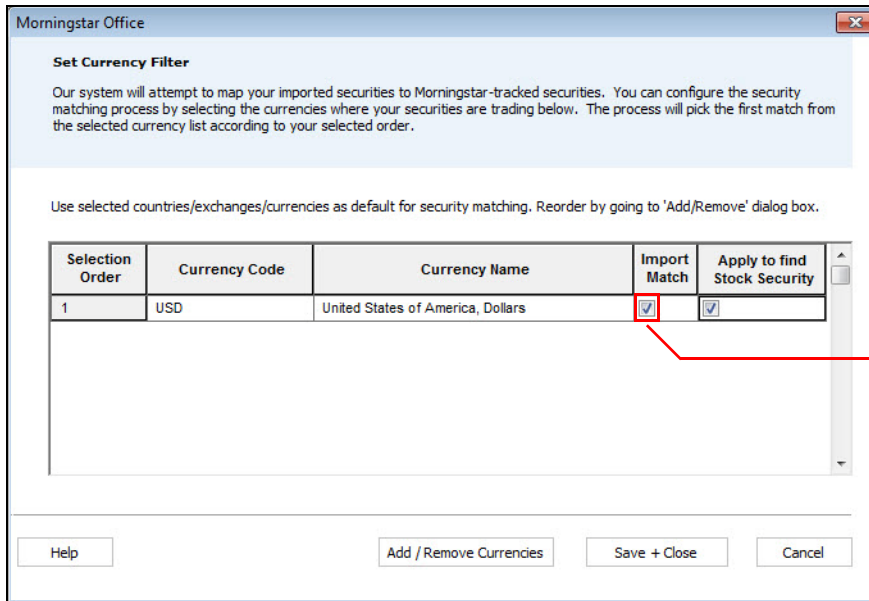 Morningstar Office
Set Currency Filter
Our system will attempt to map your imported securities to Morningstar-tracked securities.  You can configure the security
matching process by selecting the currencies where your securities are trading below.  The process will pick the first match from
the selected currency list according to your selected order.
Use selected countries/exchanges/currencies as default for security matching. Reorder by going to 'Add/Remove' dialog box.
Selection Order Currency Code Currency Name Import Match Apply to find Stock Security
1 USD United States of America, Dollars
Help Add / Remove Currencies Save + Close Cancel